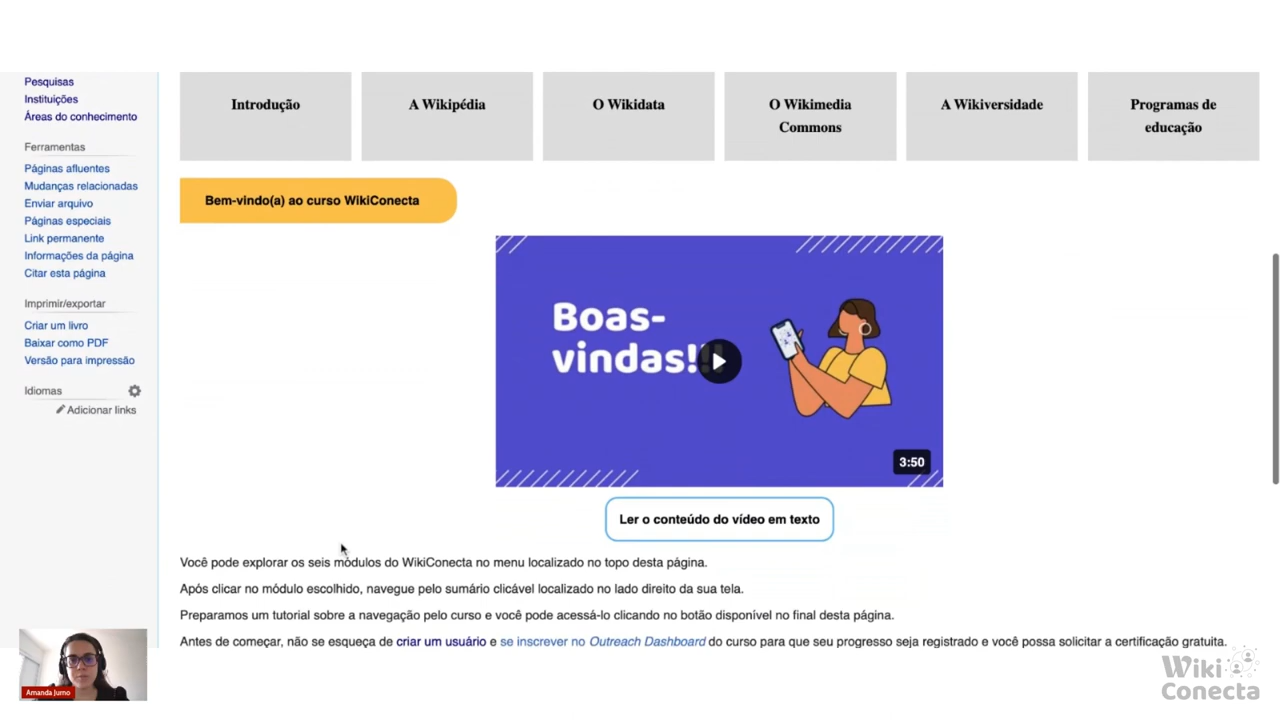 Pesquisas
Instituições
Áreas do conhecimento
Ferramentas
Páginas afluentes
Mudanças relacionadas
Enviar arquivo
Páginas especiais
Link permanente
Informações da página
Citar esta página
Imprimir/exportar
Criar um livro
Baixar como PDF
Versão para impressão
Idiomas
Adicionar links
Introdução
A Wikipédia
O Wikidata
O Wikimedia
Commons
A Wikiversidade
Programas de
educação
Bem-vindo(a) ao curso WikiConecta
Boas-
vindas!!!
3:50
Ler o conteúdo do vídeo em texto
Você pode explorar os seis módulos do WikiConecta no menu localizado no topo desta página.
Após clicar no módulo escolhido, navegue pelo sumário clicável localizado no lado direito da sua tela.
Preparamos um tutorial sobre a navegação pelo curso e você pode acessá-lo clicando no botão disponível no final desta página.
Antes de começar, não se esqueça de criar um usuário e se inscrever no Outreach Dashboard do curso para que seu progresso seja registrado e você possa solicitar a certificação gratuita.
Amanda Jurno
Wiki
Conecta